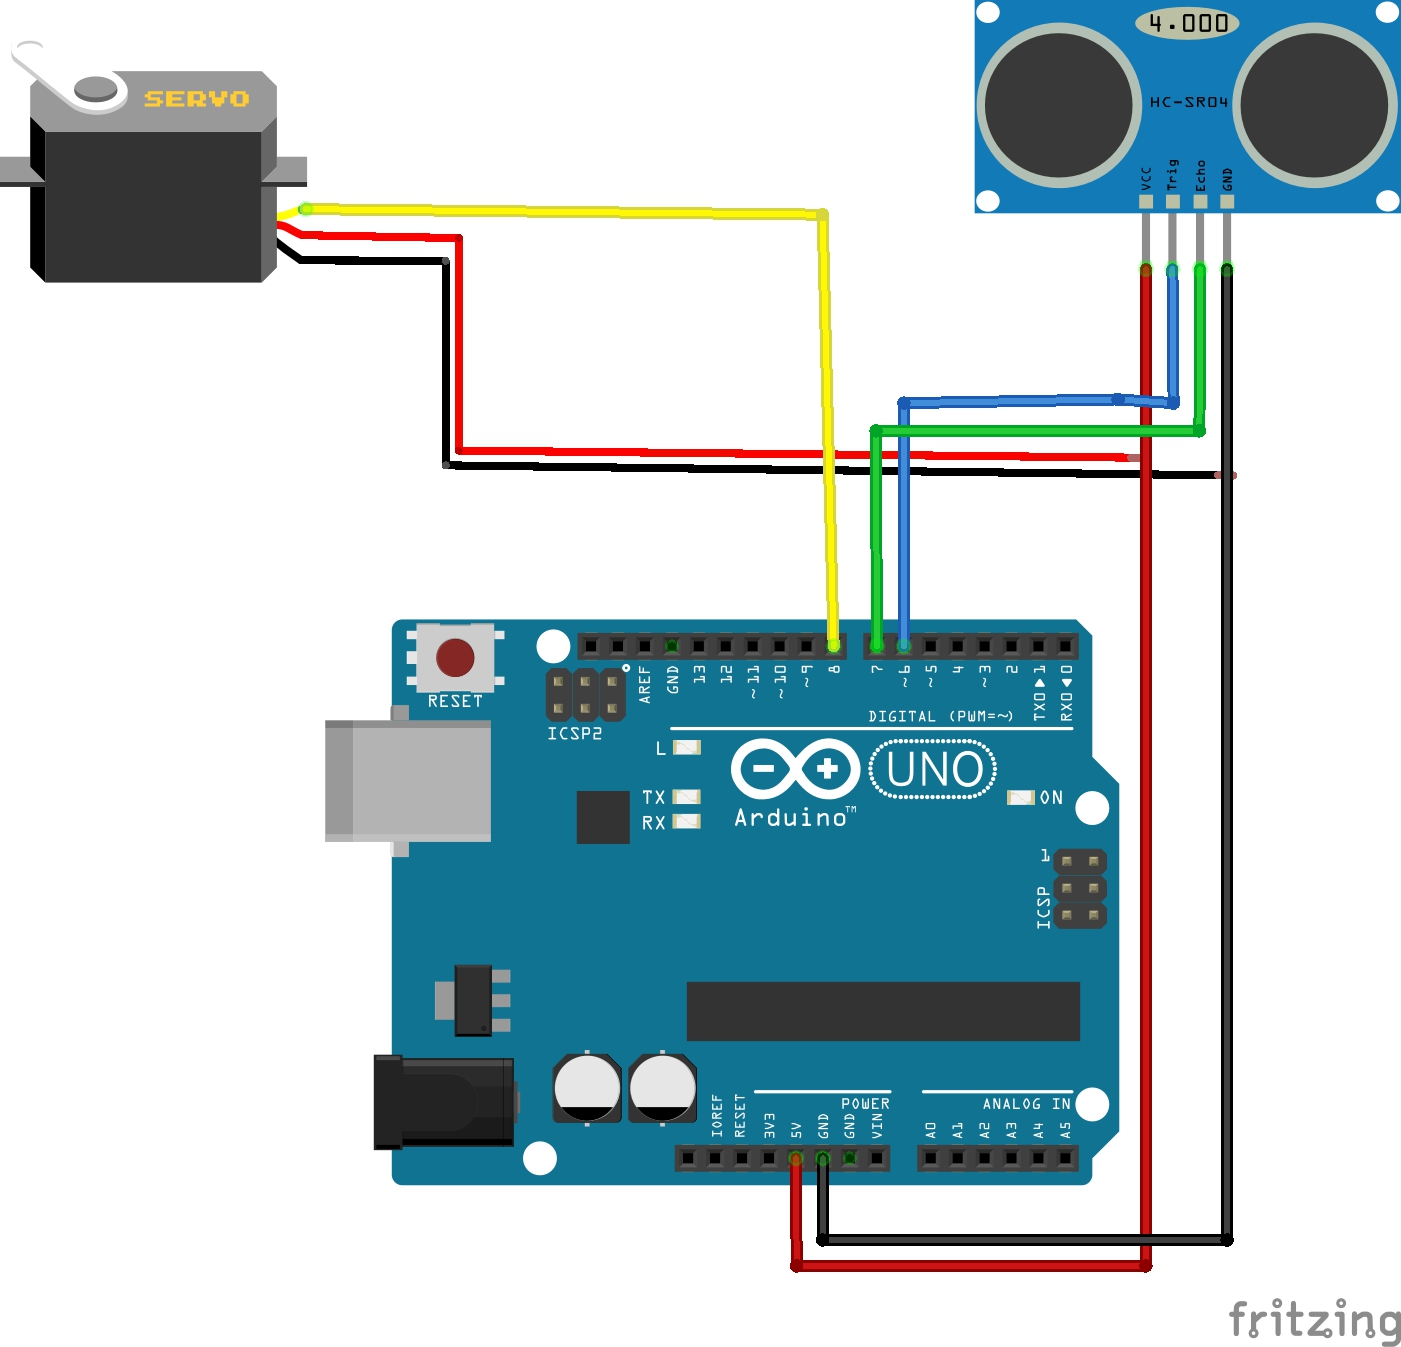 SERVO
4.000
HC-SR04
VCC
Trig
Echo
GND
RESET
ICSP2
AREF
GND
13
12
~11
~10
~9
8
7
~6
~5
4
~3
2
TX0▶1
RX0◀0
DIGITAL (PWM=~)
L
TX
RX
Arduino™
UNO
ON
1
ICSP
IOREF
RESET
3V3
5V
GND
GND
VIN
POWER
A0
A1
A2
A3
A4
A5
ANALOG IN
fritzing